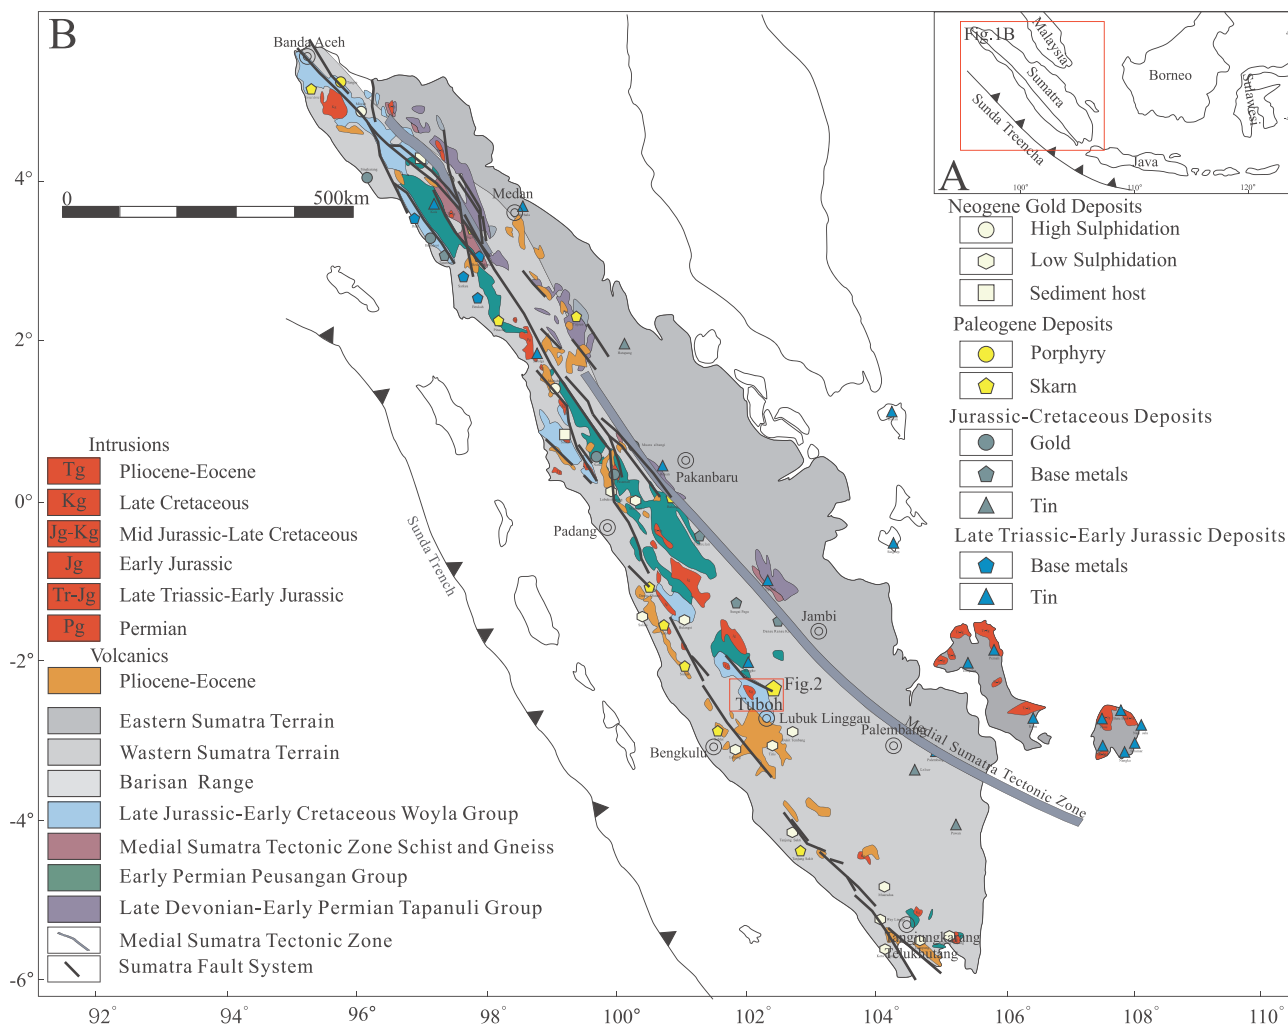 B
Banda Aceh
Medan
4°
0
500km
2°
0°
-2°
-4°
-6°
92°
94°
96°
98°
100°
102°
104°
106°
108°
110°
Sunda Trench
Pakanbaru
Padang
Jambi
Fig.2
Tuboh
Lubuk Linggau
Bengkulu
Palembang
Medial Sumatra Tectonic Zone
Tangjungkarang
Telukbutang
Fig.1B
Malaysia
Sumatra
Sunda Treencha
Borneo
Sulawesi
Java
A
100°
110°
120°
Neogene Gold Deposits
High Sulphidation
Low Sulphidation
Sediment host
Paleogene Deposits
Porphyry
Skarn
Jurassic-Cretaceous Deposits
Gold
Base metals
Tin
Late Triassic-Early Jurassic Deposits
Base metals
Tin
Intrusions
Tg Pliocene-Eocene
Kg Late Cretaceous
Jg-Kg Mid Jurassic-Late Cretaceous
Jg Early Jurassic
Tr-Jg Late Triassic-Early Jurassic
Pg Permian
Volcanics
Pliocene-Eocene
Eastern Sumatra Terrain
Wastern Sumatra Terrain
Barisan Range
Late Jurassic-Early Cretaceous Woyla Group
Medial Sumatra Tectonic Zone Schist and Gneiss
Early Permian Peusangan Group
Late Devonian-Early Permian Tapanuli Group
Medial Sumatra Tectonic Zone
Sumatra Fault System